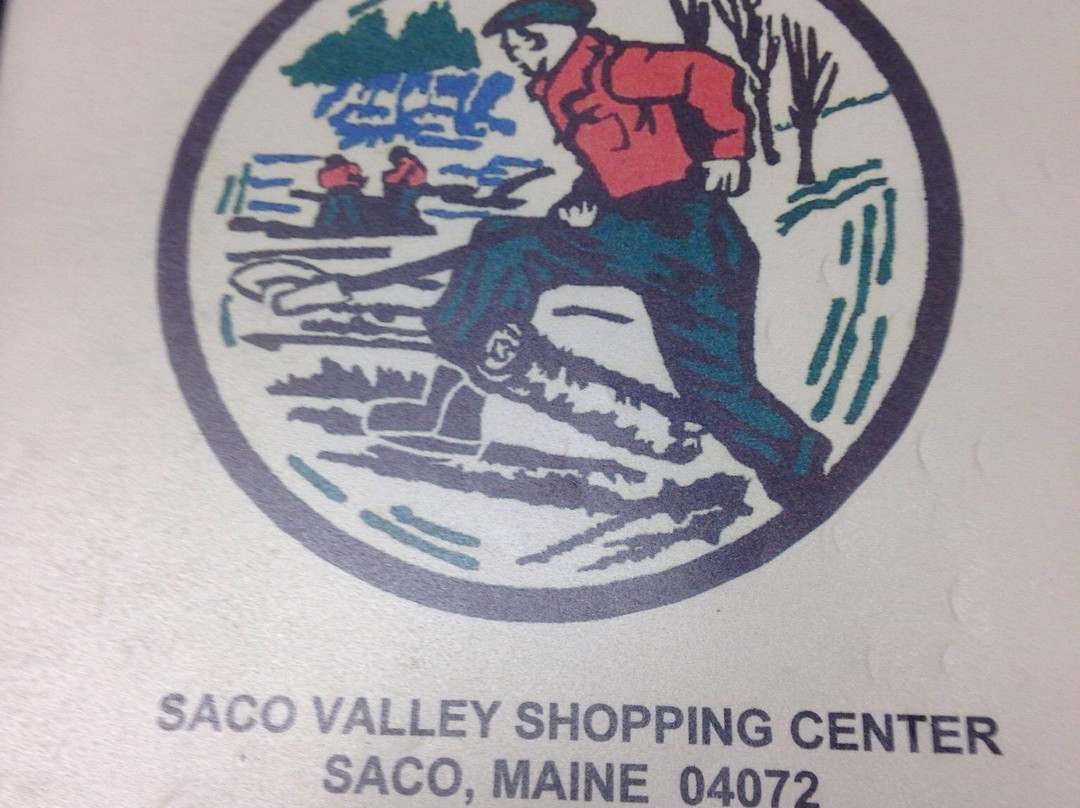 SACO VALLEY SHOPPING CENTER
SACO, MAINE 04072